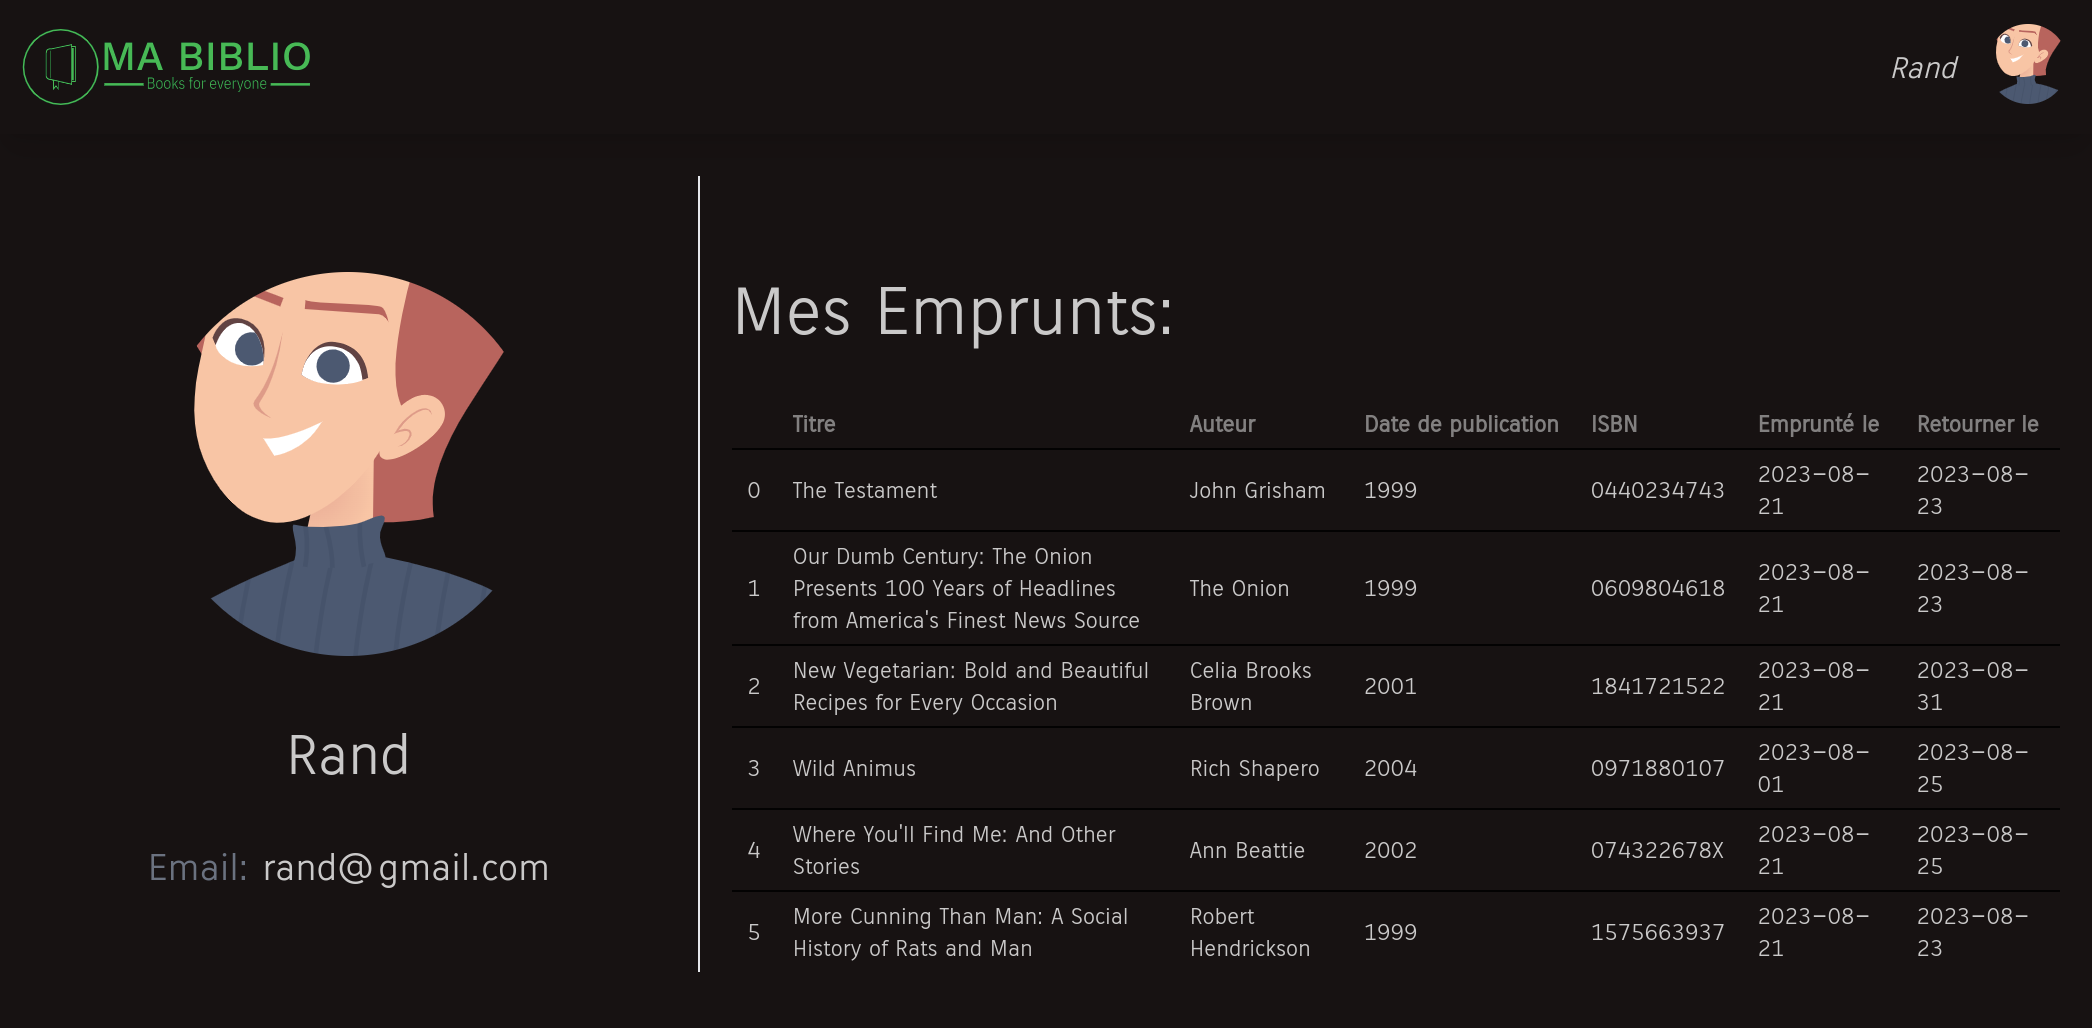 MA BIBLIO
Books for everyone
Rand
Rand
Email: rand@gmail.com
Mes Emprunts:
Titre Auteur Date de publication ISBN Emprunté le Retourner le
0 The Testament John Grisham 1999 0440234743 2023-08-21 2023-08-23
1 Our Dumb Century: The Onion
Presents 100 Years of Headlines
from America's Finest News Source The Onion 1999 0609804618 2023-08-21 2023-08-23
2 New Vegetarian: Bold and Beautiful
Recipes for Every Occasion Celia Brooks Brown 2001 1841721522 2023-08-21 2023-08-31
3 Wild Animus Rich Shapero 2004 0971880107 2023-08-01 2023-08-25
4 Where You'll Find Me: And Other
Stories Ann Beattie 2002 074322678X 2023-08-21 2023-08-25
5 More Cunning Than Man: A Social
History of Rats and Man Robert Hendrickson 1999 1575663937 2023-08-21 2023-08-23